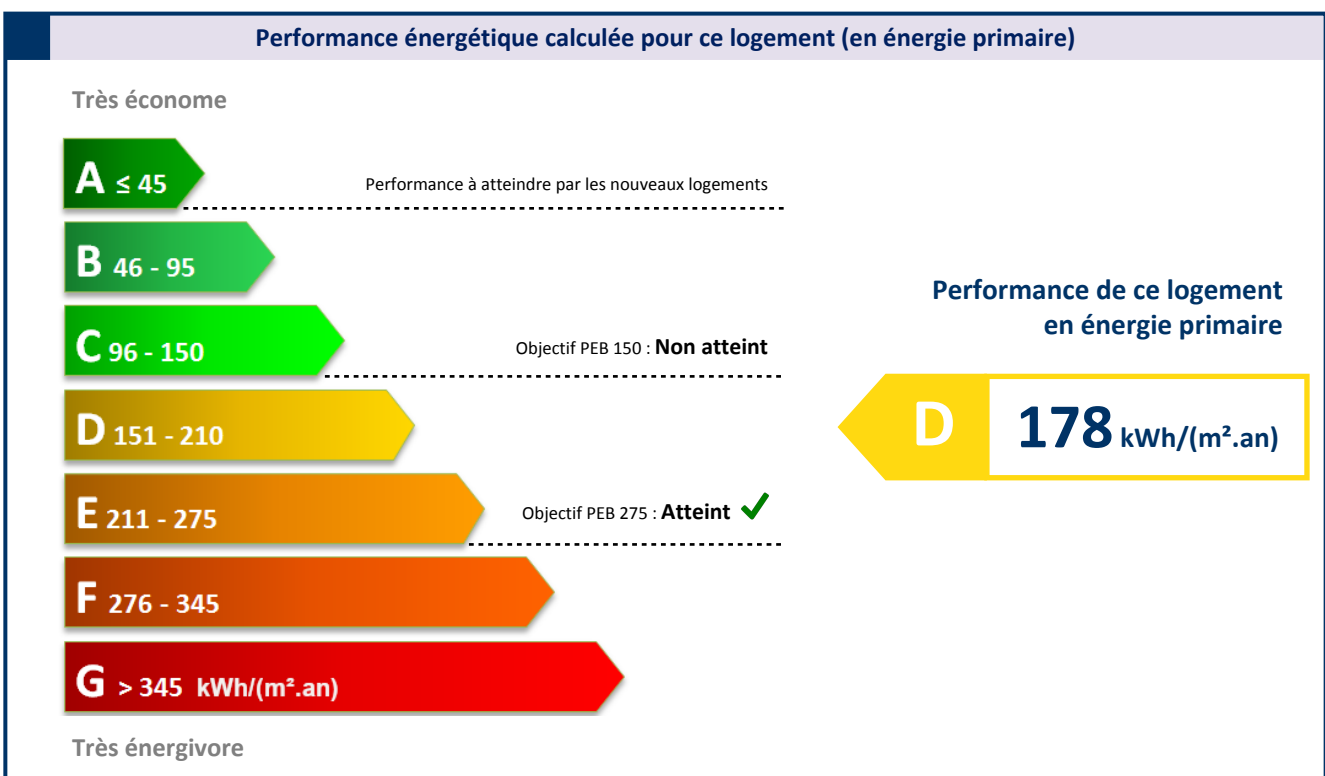 Performance énergétique calculée pour ce logement (en énergie primaire)
Très économe
A ≤ 45
Performance à atteindre par les nouveaux logements
B 46 - 95
C 96 - 150
Objectif PEB 150 : Non atteint
D 151 - 210
E 211 - 275
Objectif PEB 275 : Atteint ✓
F 276 - 345
G > 345 kWh/(m².an)
Très énergivore
Performance de ce logement
en énergie primaire
D 178 kWh/(m².an)